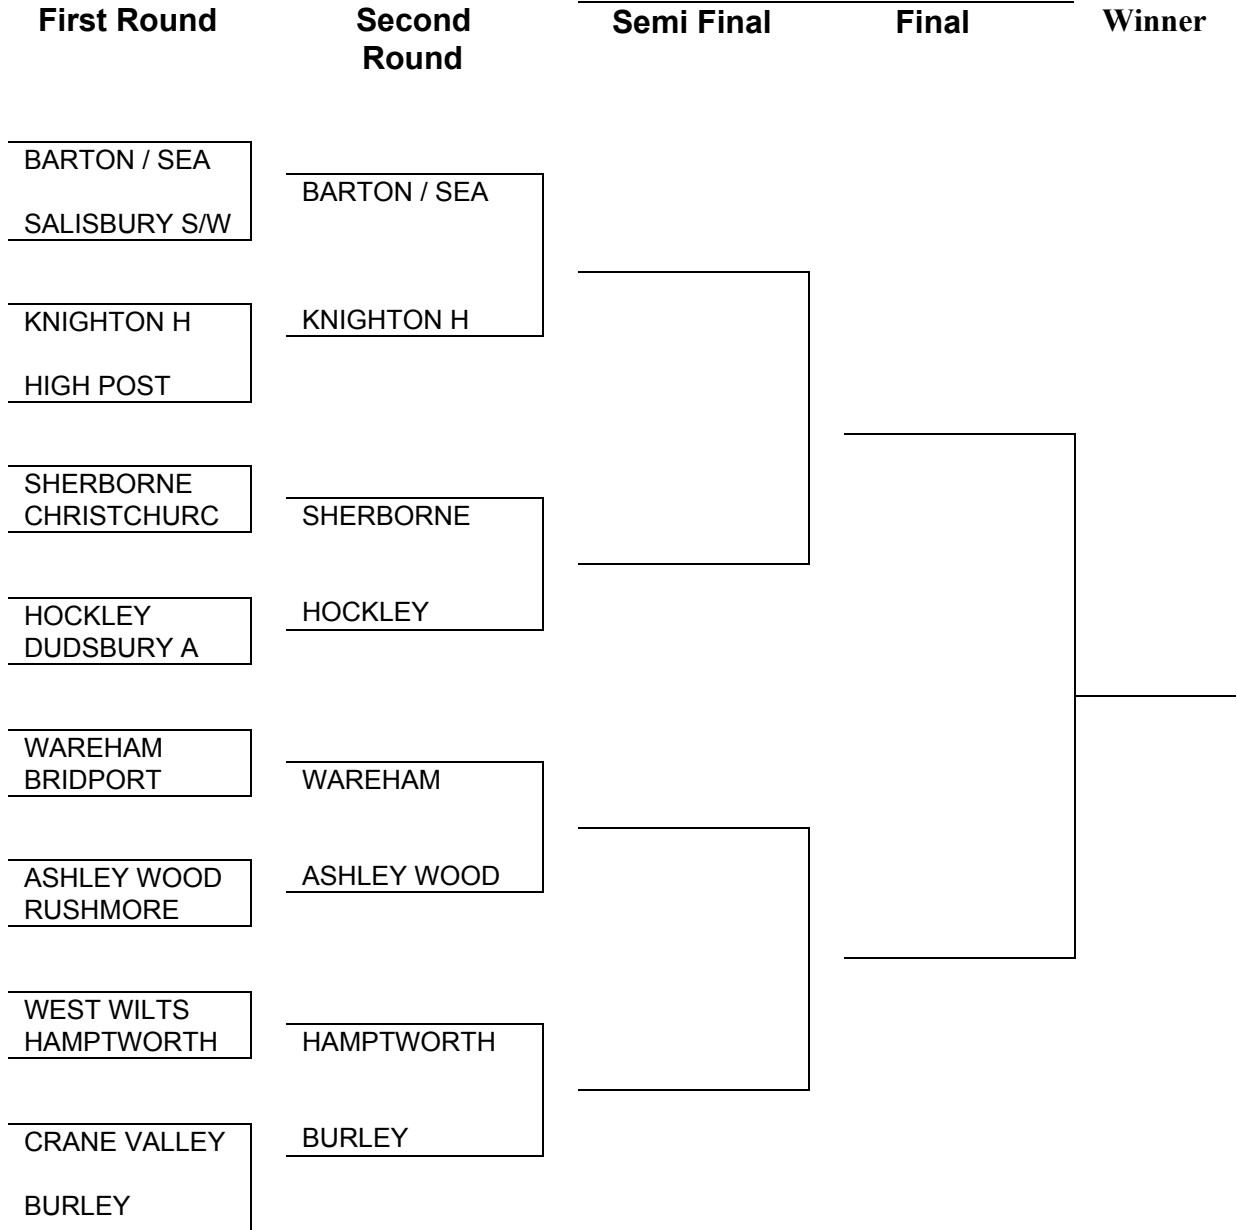 First Round
Second
Round
Semi Final
Final
Winner
BARTON / SEA
SALISBURY S/W
KNIGHTON H
HIGH POST
SHERBORNE
CHRISTCHURC
HOCKLEY
DUDSBURY A
WAREHAM
BRIDPORT
ASHLEY WOOD
RUSHMORE
WEST WILTS
HAMPTWORTH
CRANE VALLEY
BURLEY
BARTON / SEA
KNIGHTON H
SHERBORNE
HOCKLEY
WAREHAM
ASHLEY WOOD
HAMPTWORTH
BURLEY